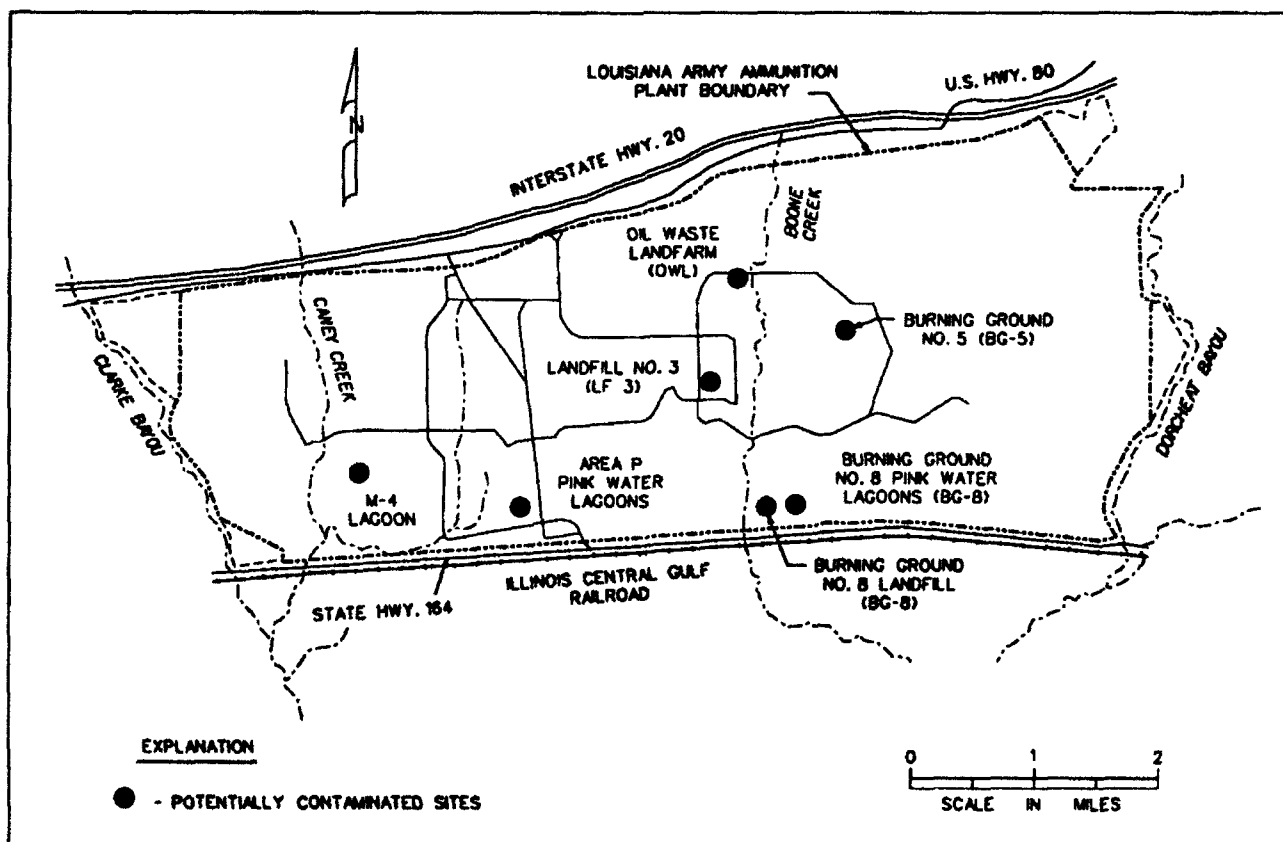 LOUISIANA ARMY AMMUNITION
PLANT BOUNDARY
U.S. HWY. 80
N
INTERSTATE HWY. 20
BOONE
CREEK
OIL WASTE
LANDFARM
(OWL)
CANEY CREEK
BURNING GROUND
NO. 5 (BG-5)
CLARKE BAYOU
LANDFILL NO. 3
(LF 3)
DORCHEAT BAYOU
M-4
LAGOON
AREA P
PINK WATER
LAGOONS
BURNING GROUND
NO. 8 PINK WATER
LAGOONS (BG-8)
STATE HWY. 164
ILLINOIS CENTRAL GULF
RAILROAD
BURNING GROUND
NO. 8 LANDFILL
(BG-8)
EXPLANATION
- POTENTIALLY CONTAMINATED SITES
0 1 2
SCALE IN MILES